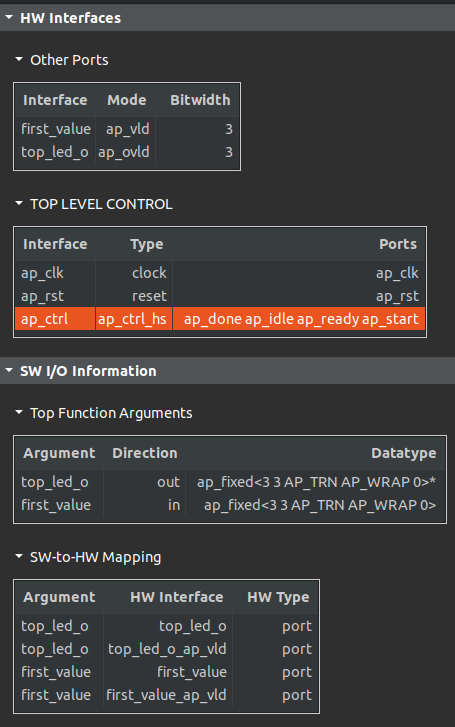 HW Interfaces
Other Ports
Interface Mode Bitwidth
first_value ap_vld 3
top_led_o ap_ovld 3
TOP LEVEL CONTROL
Interface Type Ports
ap_clk clock ap_clk
ap_rst reset ap_rst
ap_ctrl ap_ctrl_hs ap_done ap_idle ap_ready ap_start
SW I/O Information
Top Function Arguments
Argument Direction Datatype
top_led_o out ap_fixed<3 3 AP_TRN AP_WRAP 0>*
first_value in ap_fixed<3 3 AP_TRN AP_WRAP 0>
SW-to-HW Mapping
Argument HW Interface HW Type
top_led_o top_led_o port
top_led_o top_led_o_ap_vld port
first_value first_value port
first_value first_value_ap_vld port